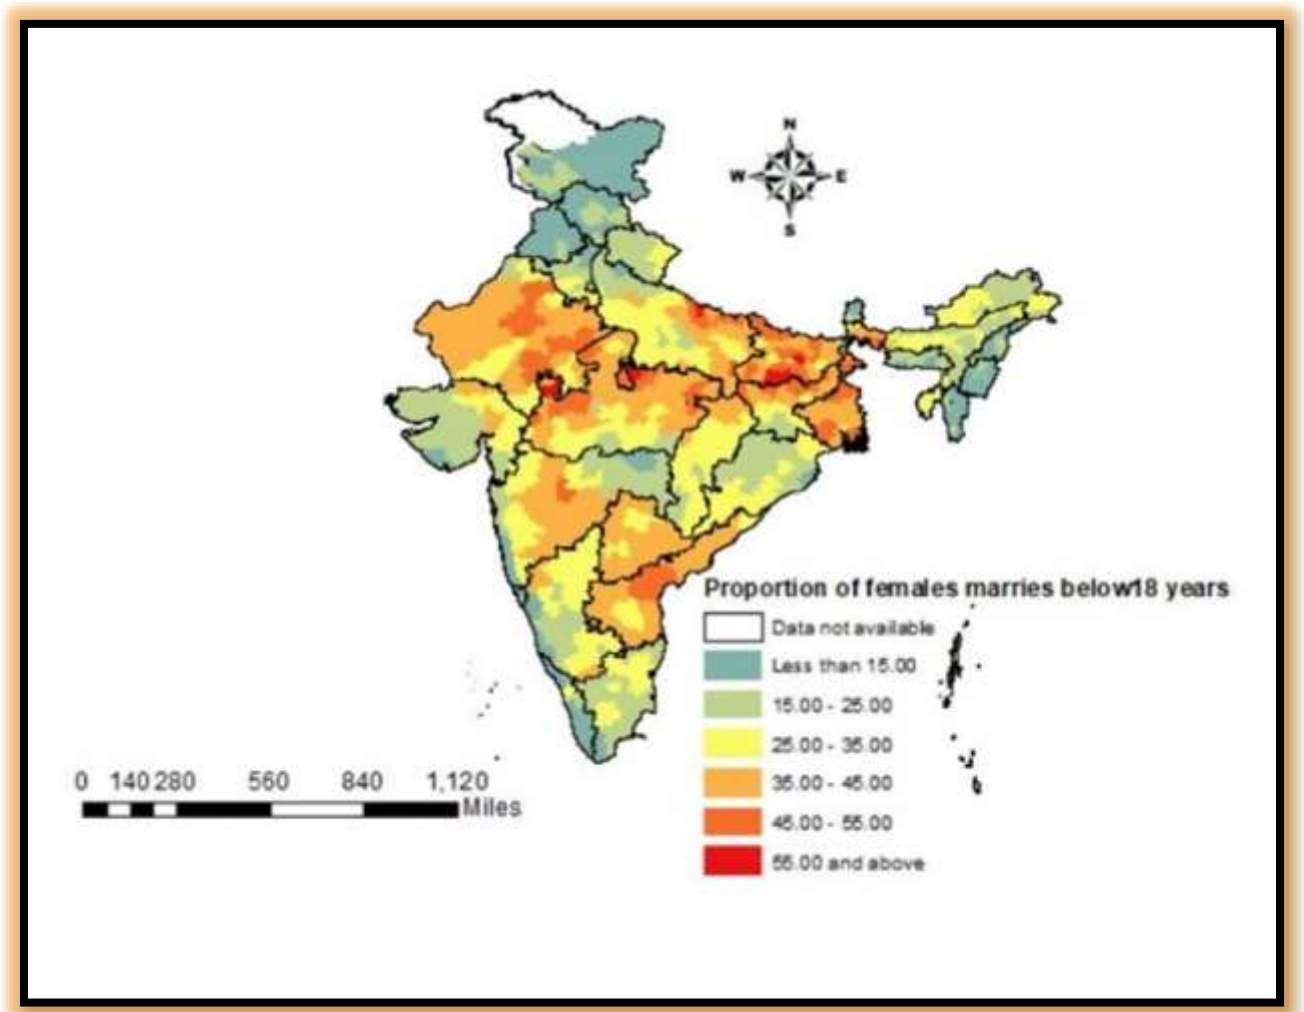 N
W E
S
Proportion of females marries below18 years
Data not available
Less than 15.00
15.00 - 25.00
25.00 - 35.00
35.00 - 45.00
45.00 - 55.00
55.00 and above
0 140 280 560 840 1,120
Miles